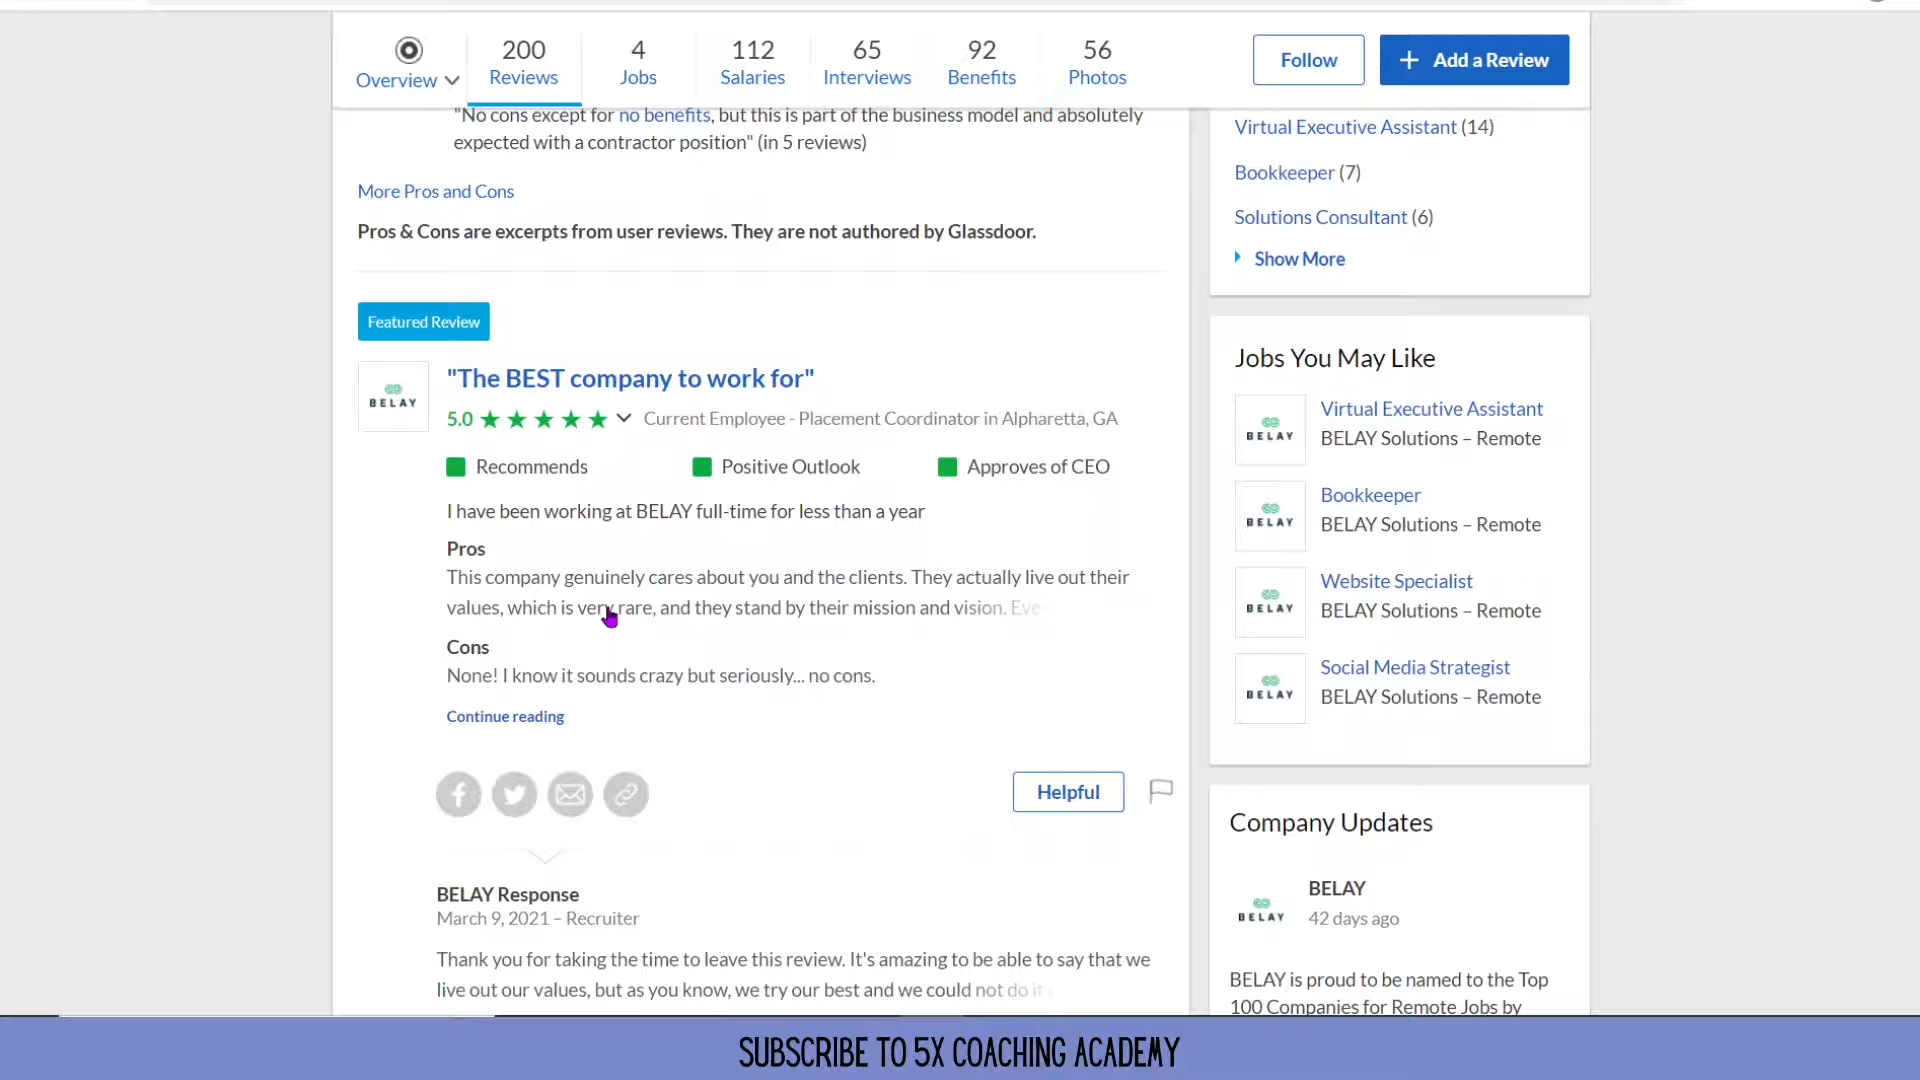 Overview
200
Reviews
4
Jobs
112
Salaries
65
Interviews
92
Benefits
56
Photos
Follow
+ Add a Review
"No cons except for no benefits, but this is part of the business model and absolutely
expected with a contractor position" (in 5 reviews)
More Pros and Cons
Pros & Cons are excerpts from user reviews. They are not authored by Glassdoor.
Featured Review
BELAY
"The BEST company to work for"
5.0 ★★★★★ Current Employee - Placement Coordinator in Alpharetta, GA
Recommends
Positive Outlook
Approves of CEO
I have been working at BELAY full-time for less than a year
Pros
This company genuinely cares about you and the clients. They actually live out their
values, which is very rare, and they stand by their mission and vision.
Cons
None! I know it sounds crazy but seriously... no cons.
Continue reading
Helpful
BELAY Response
March 9, 2021 – Recruiter
Thank you for taking the time to leave this review. It's amazing to be able to say that we
live out our values, but as you know, we try our best and we could not do it
Virtual Executive Assistant (14)
Bookkeeper (7)
Solutions Consultant (6)
Show More
Jobs You May Like
BELAY
Virtual Executive Assistant
BELAY Solutions – Remote
BELAY
Bookkeeper
BELAY Solutions – Remote
BELAY
Website Specialist
BELAY Solutions – Remote
BELAY
Social Media Strategist
BELAY Solutions – Remote
Company Updates
BELAY
BELAY
42 days ago
BELAY is proud to be named to the Top
100 Companies for Remote Jobs by
SUBSCRIBE TO 5X COACHING ACADEMY